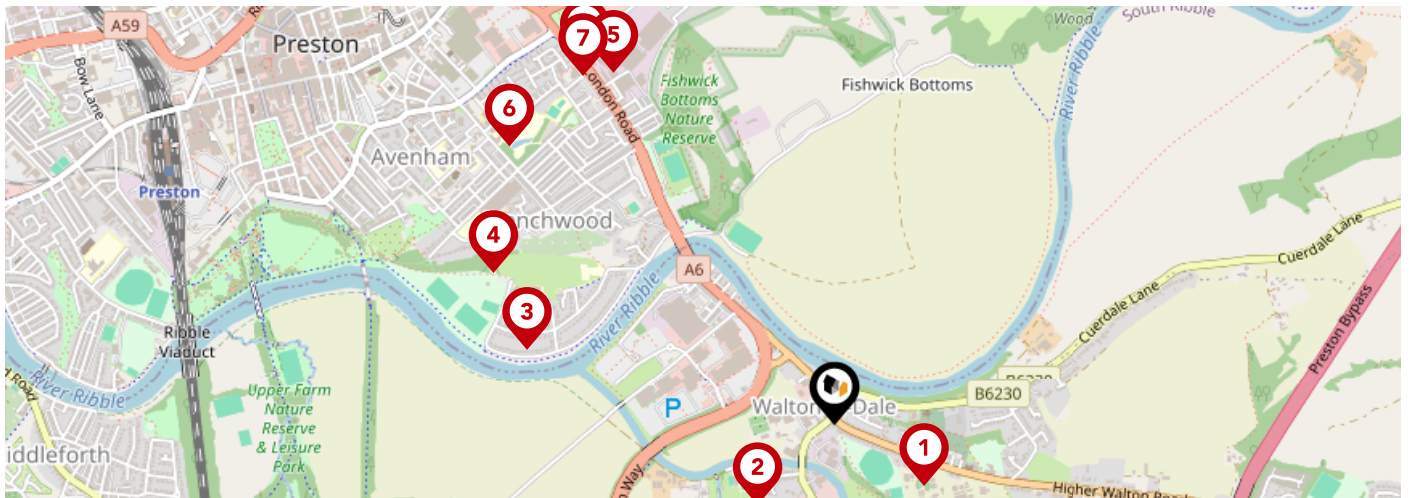 A59
Ri
Wood
South Ribble
7
5
Preston
Bow Lane
London Road
Fishwick
Bottoms
Nature
Reserve
Fishwick Bottoms
River Ribble
6
Avenham
Preston
4
nchwood
Cuerdale Lane
A6
3
River Ribble
Cuerdale Lane
Preston Bypass
Ribble
Viaduct
River Ribble
d Road
Upper Farm
Nature
Reserve
& Leisure
Park
P
Walton
Dale
B6230
B6230
iddleforth
1
2
n Way
Higher Walton Road